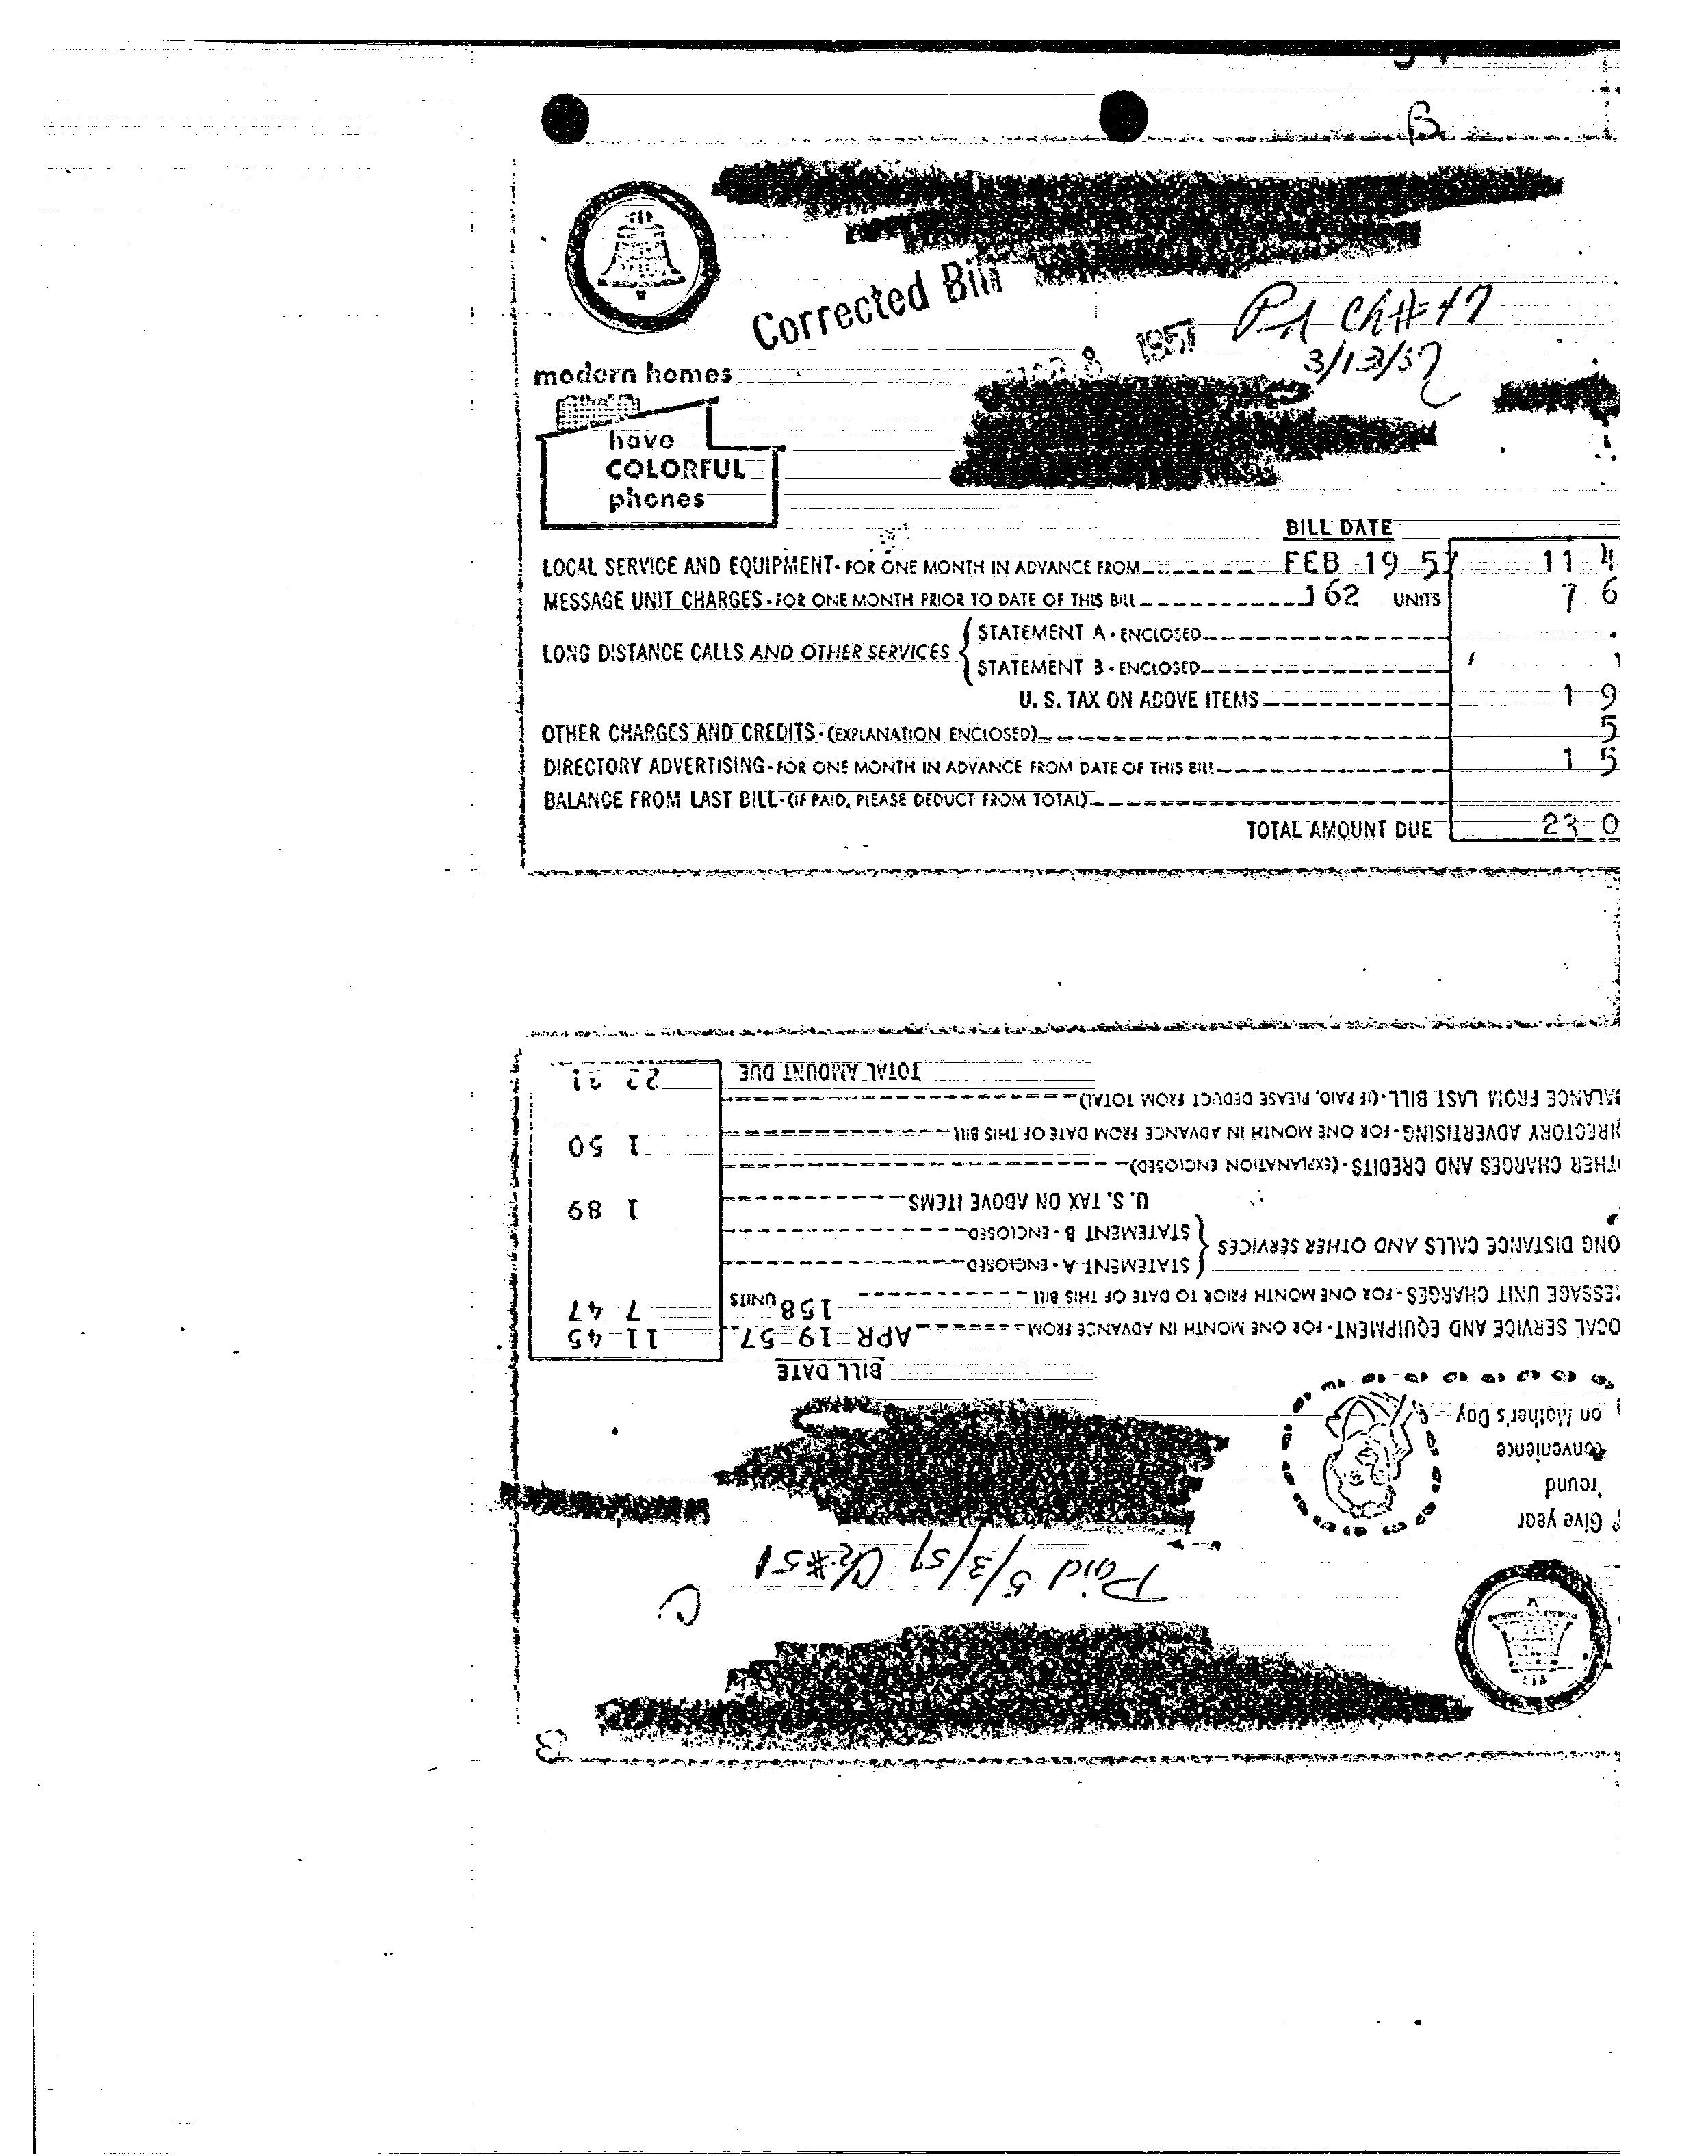 B
Corrected Bill
1957
Pd Ch#47
3/13/57
modern homes
have
COLORFUL
phones
BILL DATE
LOCAL SERVICE AND EQUIPMENT - FOR ONE MONTH IN ADVANCE FROM FEB 19 57 11 4
MESSAGE UNIT CHARGES - FOR ONE MONTH PRIOR TO DATE OF THIS BILL 162 UNITS 7 6
LONG DISTANCE CALLS AND OTHER SERVICES { STATEMENT A - ENCLOSED
STATEMENT B - ENCLOSED
U. S. TAX ON ABOVE ITEMS 1 9
OTHER CHARGES AND CREDITS - (EXPLANATION ENCLOSED) 5
DIRECTORY ADVERTISING - FOR ONE MONTH IN ADVANCE FROM DATE OF THIS BILL 1 5
BALANCE FROM LAST BILL - (IF PAID, PLEASE DEDUCT FROM TOTAL)
TOTAL AMOUNT DUE 23 0
C
Paid 5/3/57 Ck#51
Give year
'round
Convenience
on Mother's Day
BILL DATE
OCAL SERVICE AND EQUIPMENT - FOR ONE MONTH IN ADVANCE FROM APR 19 57 11 45
ESSAGE UNIT CHARGES - FOR ONE MONTH PRIOR TO DATE OF THIS BILL 158 UNITS 7 47
ONG DISTANCE CALLS AND OTHER SERVICES { STATEMENT A - ENCLOSED
STATEMENT B - ENCLOSED
U. S. TAX ON ABOVE ITEMS 1 89
THER CHARGES AND CREDITS - (EXPLANATION ENCLOSED)
IRECTORY ADVERTISING - FOR ONE MONTH IN ADVANCE FROM DATE OF THIS BILL 1 50
ALANCE FROM LAST BILL - (IF PAID, PLEASE DEDUCT FROM TOTAL)
TOTAL AMOUNT DUE 22 31